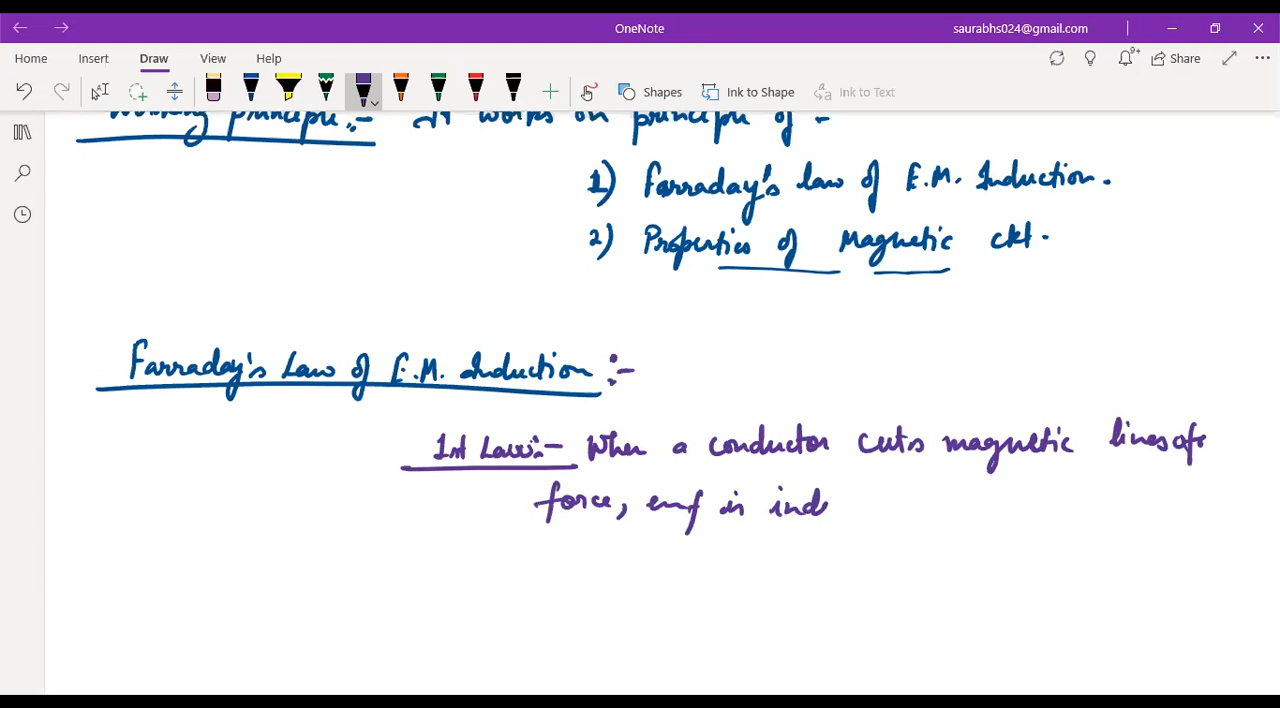 OneNote
saurabhs024@gmail.com
Home Insert Draw View Help
Share
Shapes
Ink to Shape
Ink to Text
Working principle :- It works on principle of -
1) Farraday's law of E.M. Induction.
2) Properties of Magnetic ckt.
Farraday's Law of E.M. Induction :-
1st Law :- When a conductor cuts magnetic lines of
force, emf is ind